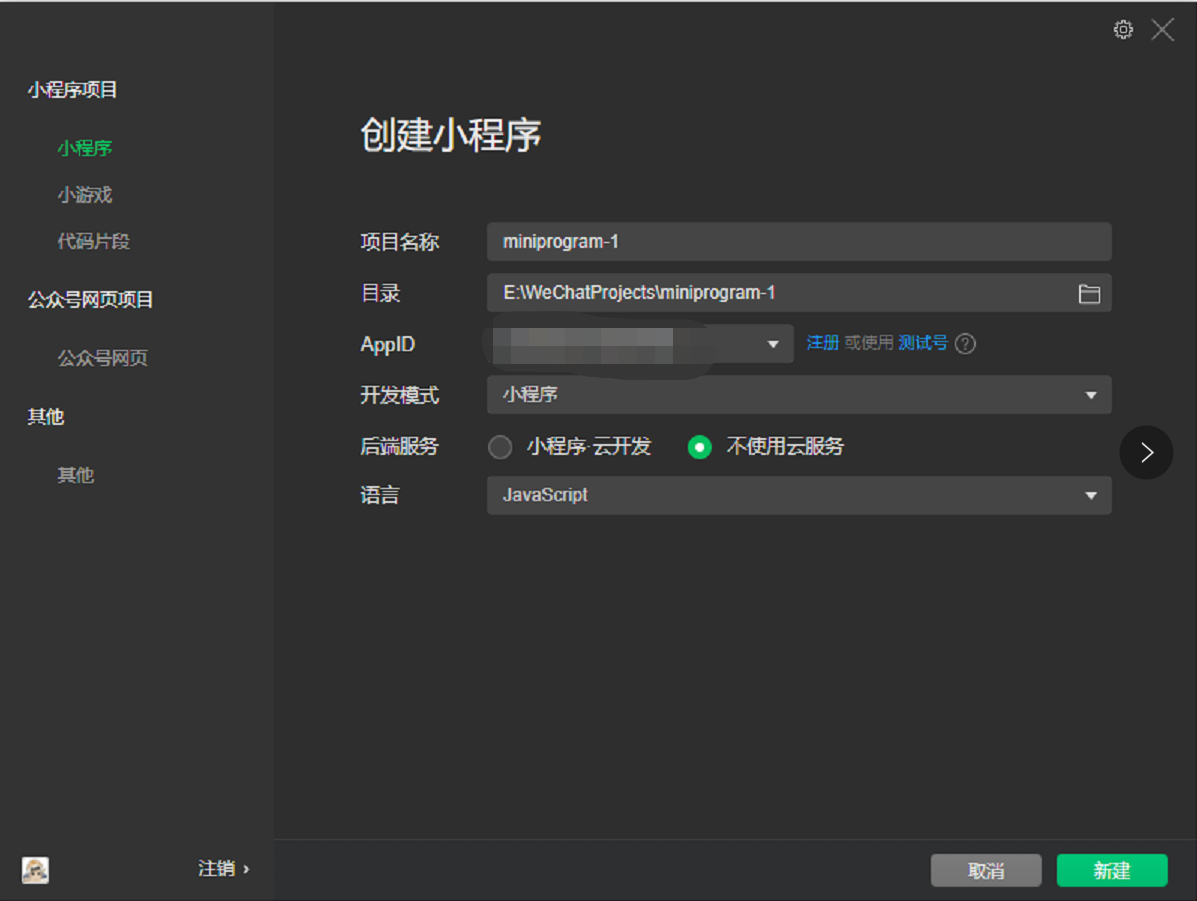 小程序项目
小程序
小游戏
代码片段
公众号网页项目
公众号网页
其他
其他
注销 ›
创建小程序
项目名称 miniprogram-1
目录 E:\WeChatProjects\miniprogram-1
AppID 注册 或使用 测试号 ?
开发模式 小程序
后端服务 小程序·云开发 不使用云服务
语言 JavaScript
取消 新建